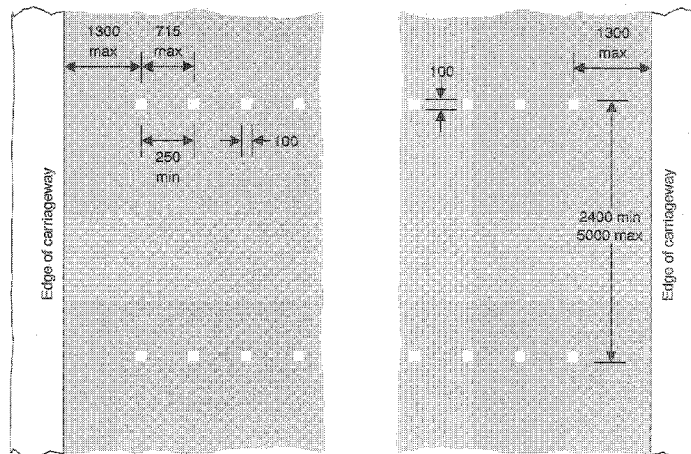 1300
max
715
max
1300
max
100
250
min
100
2400 min
5000 max
Edge of carriageway
Edge of carriageway